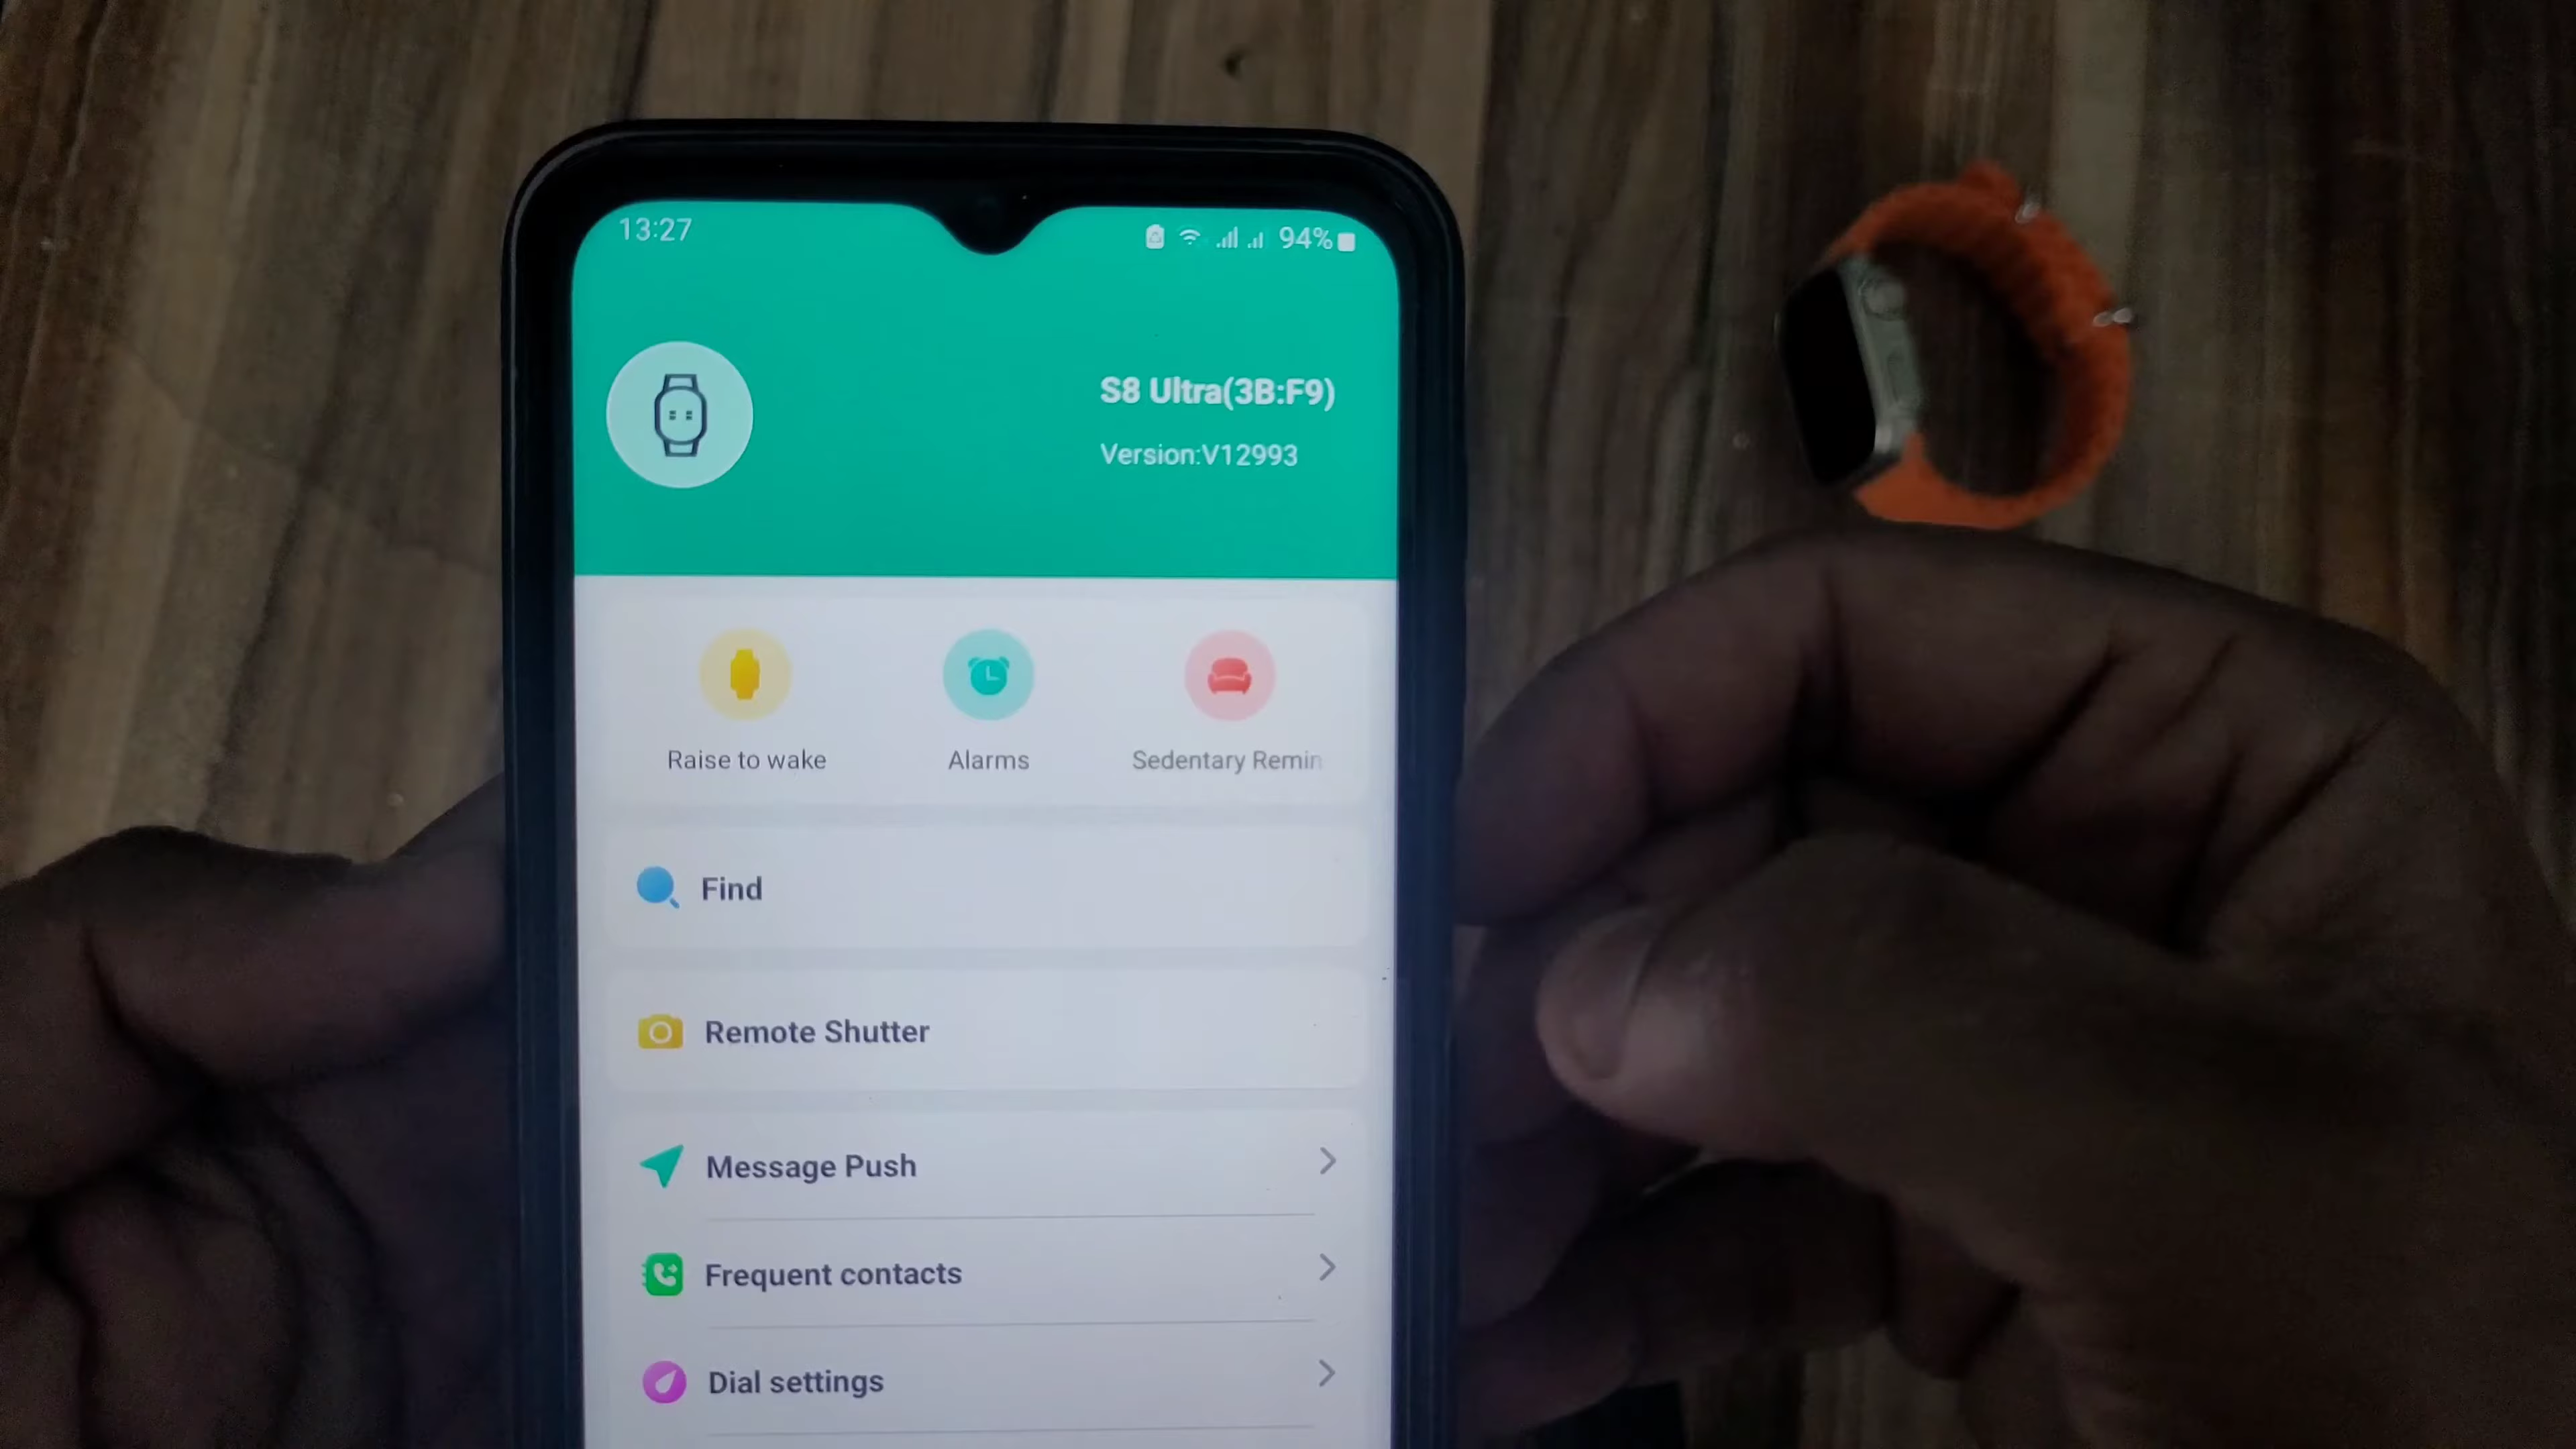 13:27
94%
S8 Ultra(3B:F9)
Version:V12993
Raise to wake
Alarms
Sedentary Remin
Find
Remote Shutter
Message Push
Frequent contacts
Dial settings